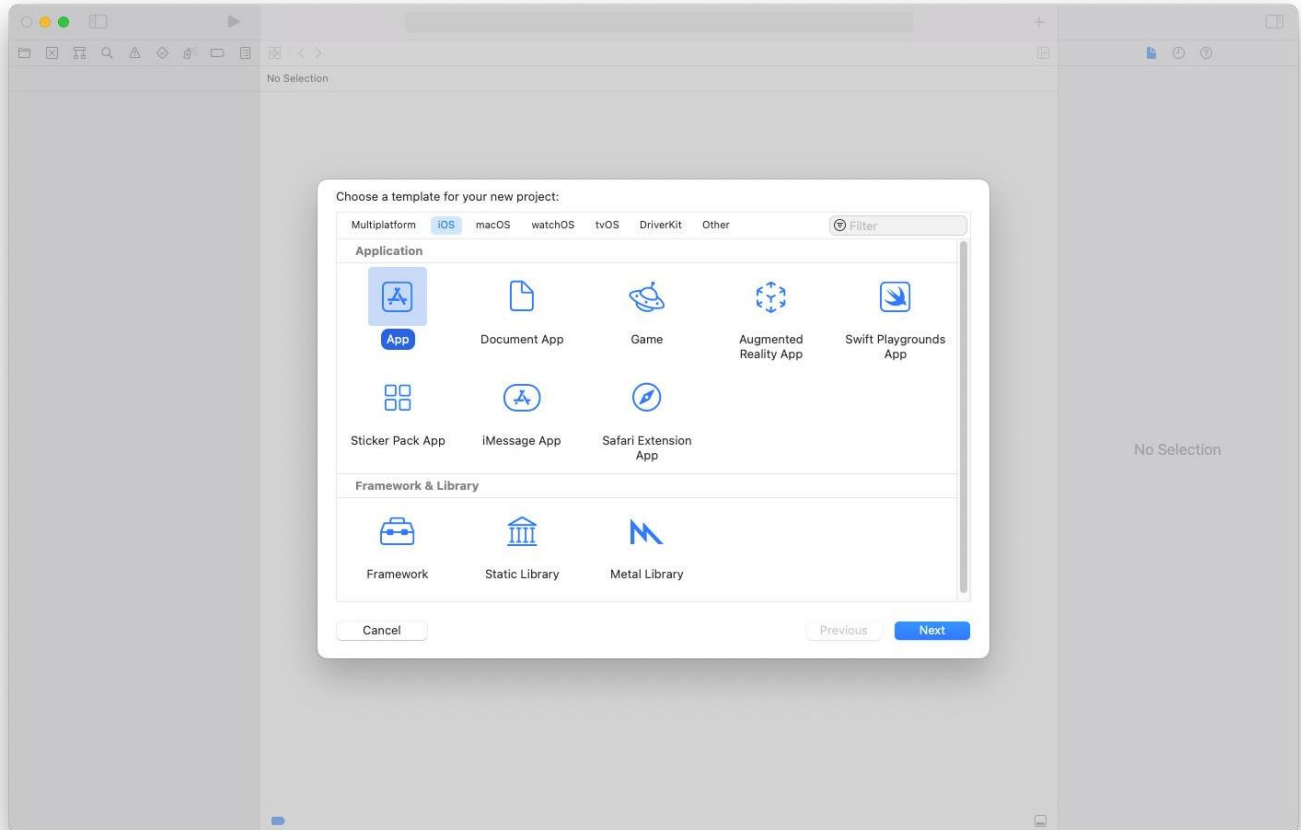 No Selection
Choose a template for your new project:
Multiplatform iOS macOS watchOS tvOS DriverKit Other Filter
Application
App Document App Game Augmented Reality App Swift Playgrounds App
Sticker Pack App iMessage App Safari Extension App
No Selection
Framework & Library
Framework Static Library Metal Library
Cancel Previous Next